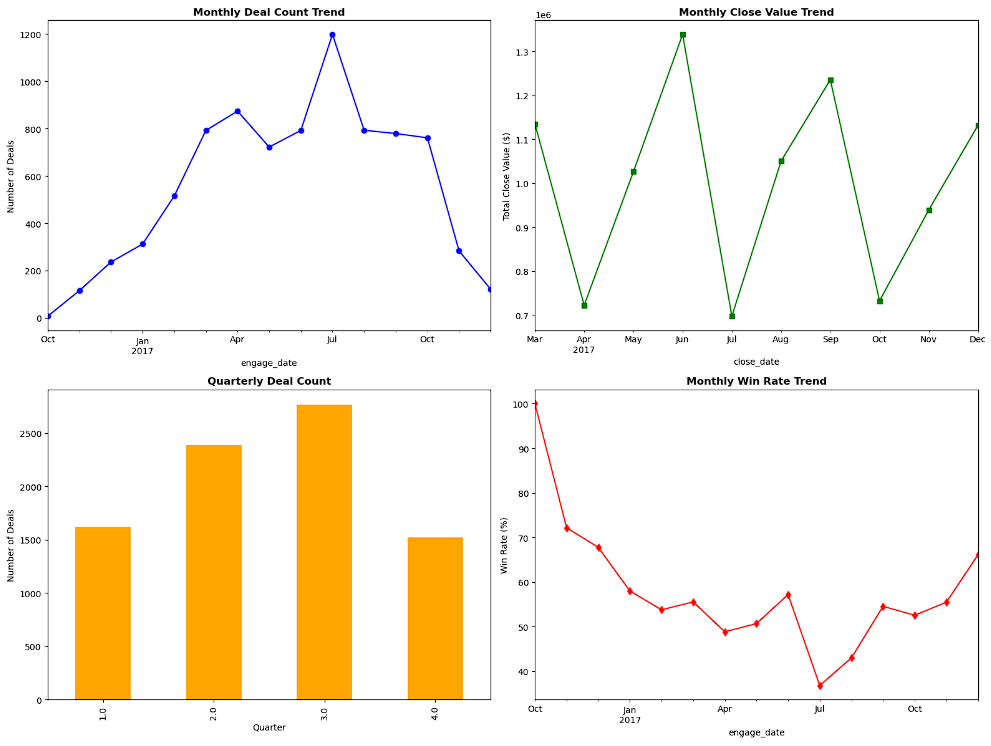 Monthly Deal Count Trend
1200
1000
800
600
400
200
0
Number of Deals
Oct
Jan
2017
Apr
Jul
Oct
engage_date
Monthly Close Value Trend
1e6
1.3
1.2
1.1
1.0
0.9
0.8
0.7
Total Close Value ($)
Mar
Apr
2017
May
Jun
Jul
Aug
Sep
Oct
Nov
Dec
close_date
Quarterly Deal Count
2500
2000
1500
1000
500
0
Number of Deals
1.0
2.0
3.0
4.0
Quarter
Monthly Win Rate Trend
100
90
80
70
60
50
40
Win Rate (%)
Oct
Jan
2017
Apr
Jul
Oct
engage_date